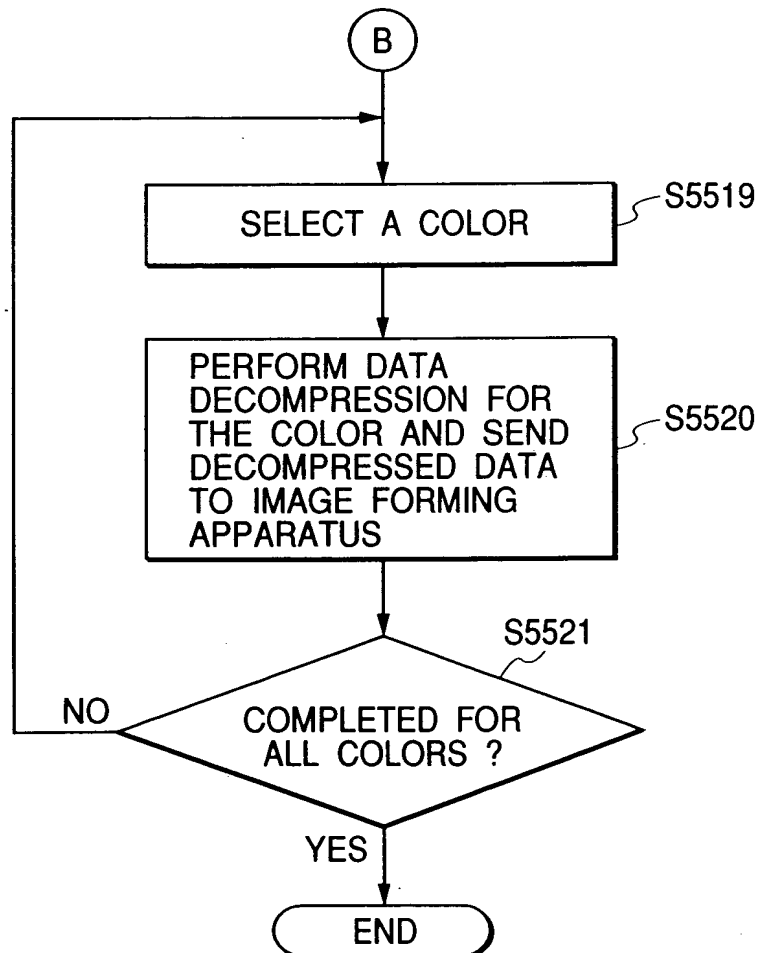 B
SELECT A COLOR
S5519
PERFORM DATA
DECOMPRESSION FOR
THE COLOR AND SEND
DECOMPRESSED DATA
TO IMAGE FORMING
APPARATUS
S5520
S5521
NO
COMPLETED FOR
ALL COLORS ?
YES
END